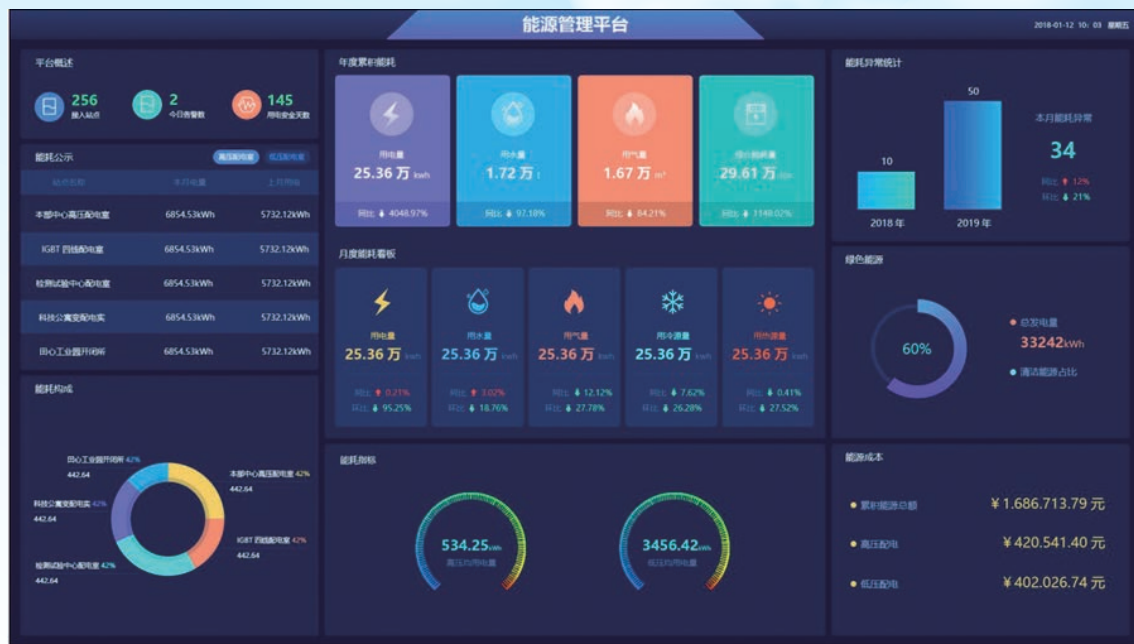 能源管理平台
2018-01-12 10: 03 星期五
平台概述
256
接入站点
2
今日告警数
145
用电安全天数
能耗公示
高压配电室 低压配电室
站点名称 本月电量 上月用电
本部中心高压配电室 6854.53kWh 5732.12kWh
IGBT 四线配电室 6854.53kWh 5732.12kWh
检测试验中心配电室 6854.53kWh 5732.12kWh
科技公寓变配电实 6854.53kWh 5732.12kWh
田心工业园开闭所 6854.53kWh 5732.12kWh
能耗构成
田心工业园开闭所 42%
442.64
本部中心高压配电室 42%
442.64
科技公寓变配电实 42%
442.64
IGBT 四线配电室 42%
442.64
检测试验中心配电室 42%
442.64
年度累积能耗
用电量
25.36 万 kwh
同比 4048.97%
用水量
1.72 万 t
同比 97.18%
用气量
1.67 万 m³
同比 84.21%
综合能耗量
29.61 万
同比 1148.02%
月度能耗看板
用电量
25.36 万 kwh
同比 0.21%
环比 95.25%
用水量
25.36 万 kwh
同比 3.02%
环比 18.76%
用气量
25.36 万 kwh
同比 12.12%
环比 27.78%
用冷源量
25.36 万 kwh
同比 7.62%
环比 26.28%
用热源量
25.36 万 kwh
同比 0.41%
环比 27.52%
能耗指标
534.25kWh
高压均用电量
3456.42kWh
低压均用电量
能耗异常统计
10
2018 年
50
2019 年
本月能耗异常
34
同比 12%
环比 21%
绿色能源
60%
总发电量
33242kWh
清洁能源占比
能源成本
累积能源总额 ¥1.686.713.79 元
高压配电 ¥420.541.40 元
低压配电 ¥402.026.74 元